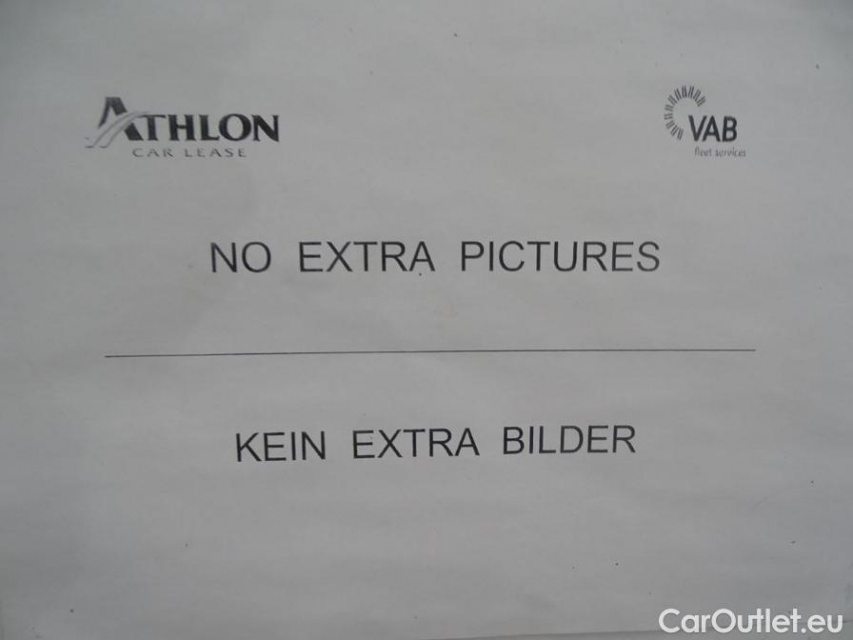 ATHLON
CAR LEASE
VAB
fleet services
NO EXTRA PICTURES
KEIN EXTRA BILDER
CarOutlet.eu